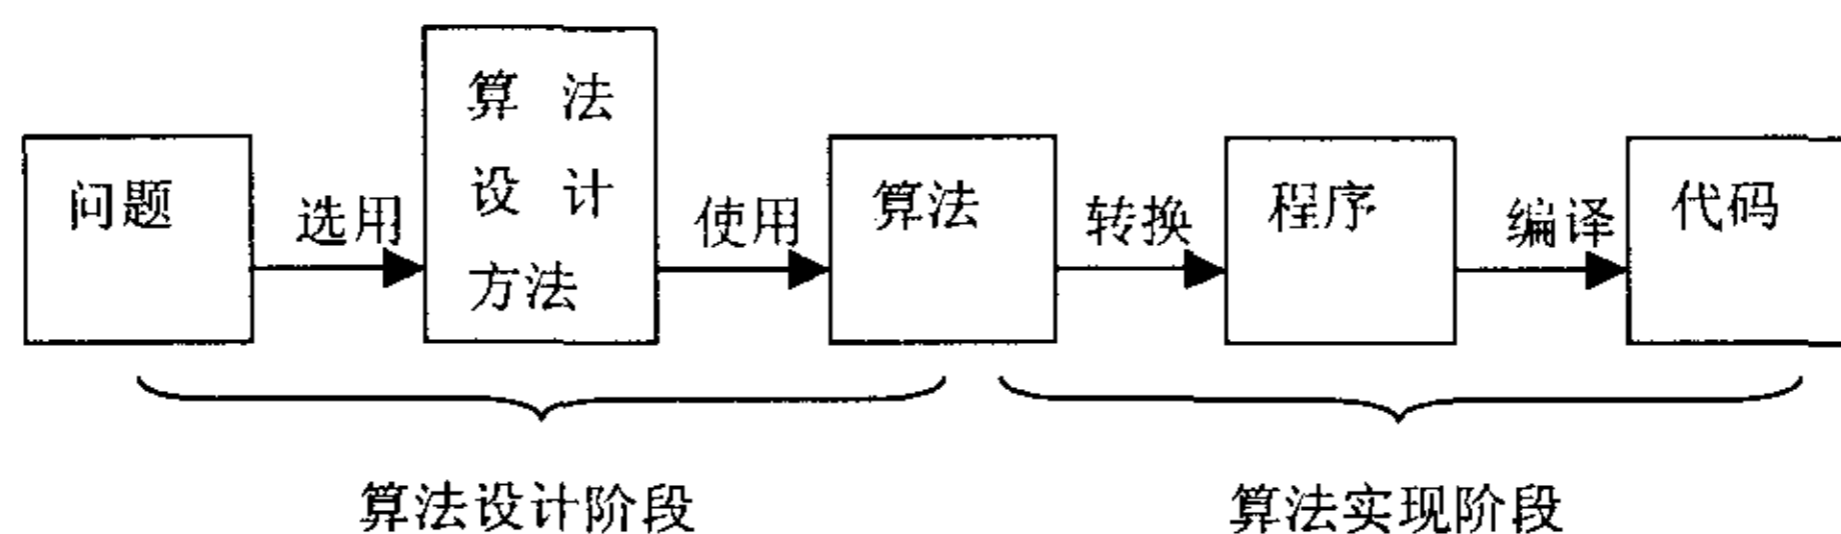 算法
设计
方法
问题
选用
使用
算法
转换
程序
编译
代码
算法设计阶段
算法实现阶段